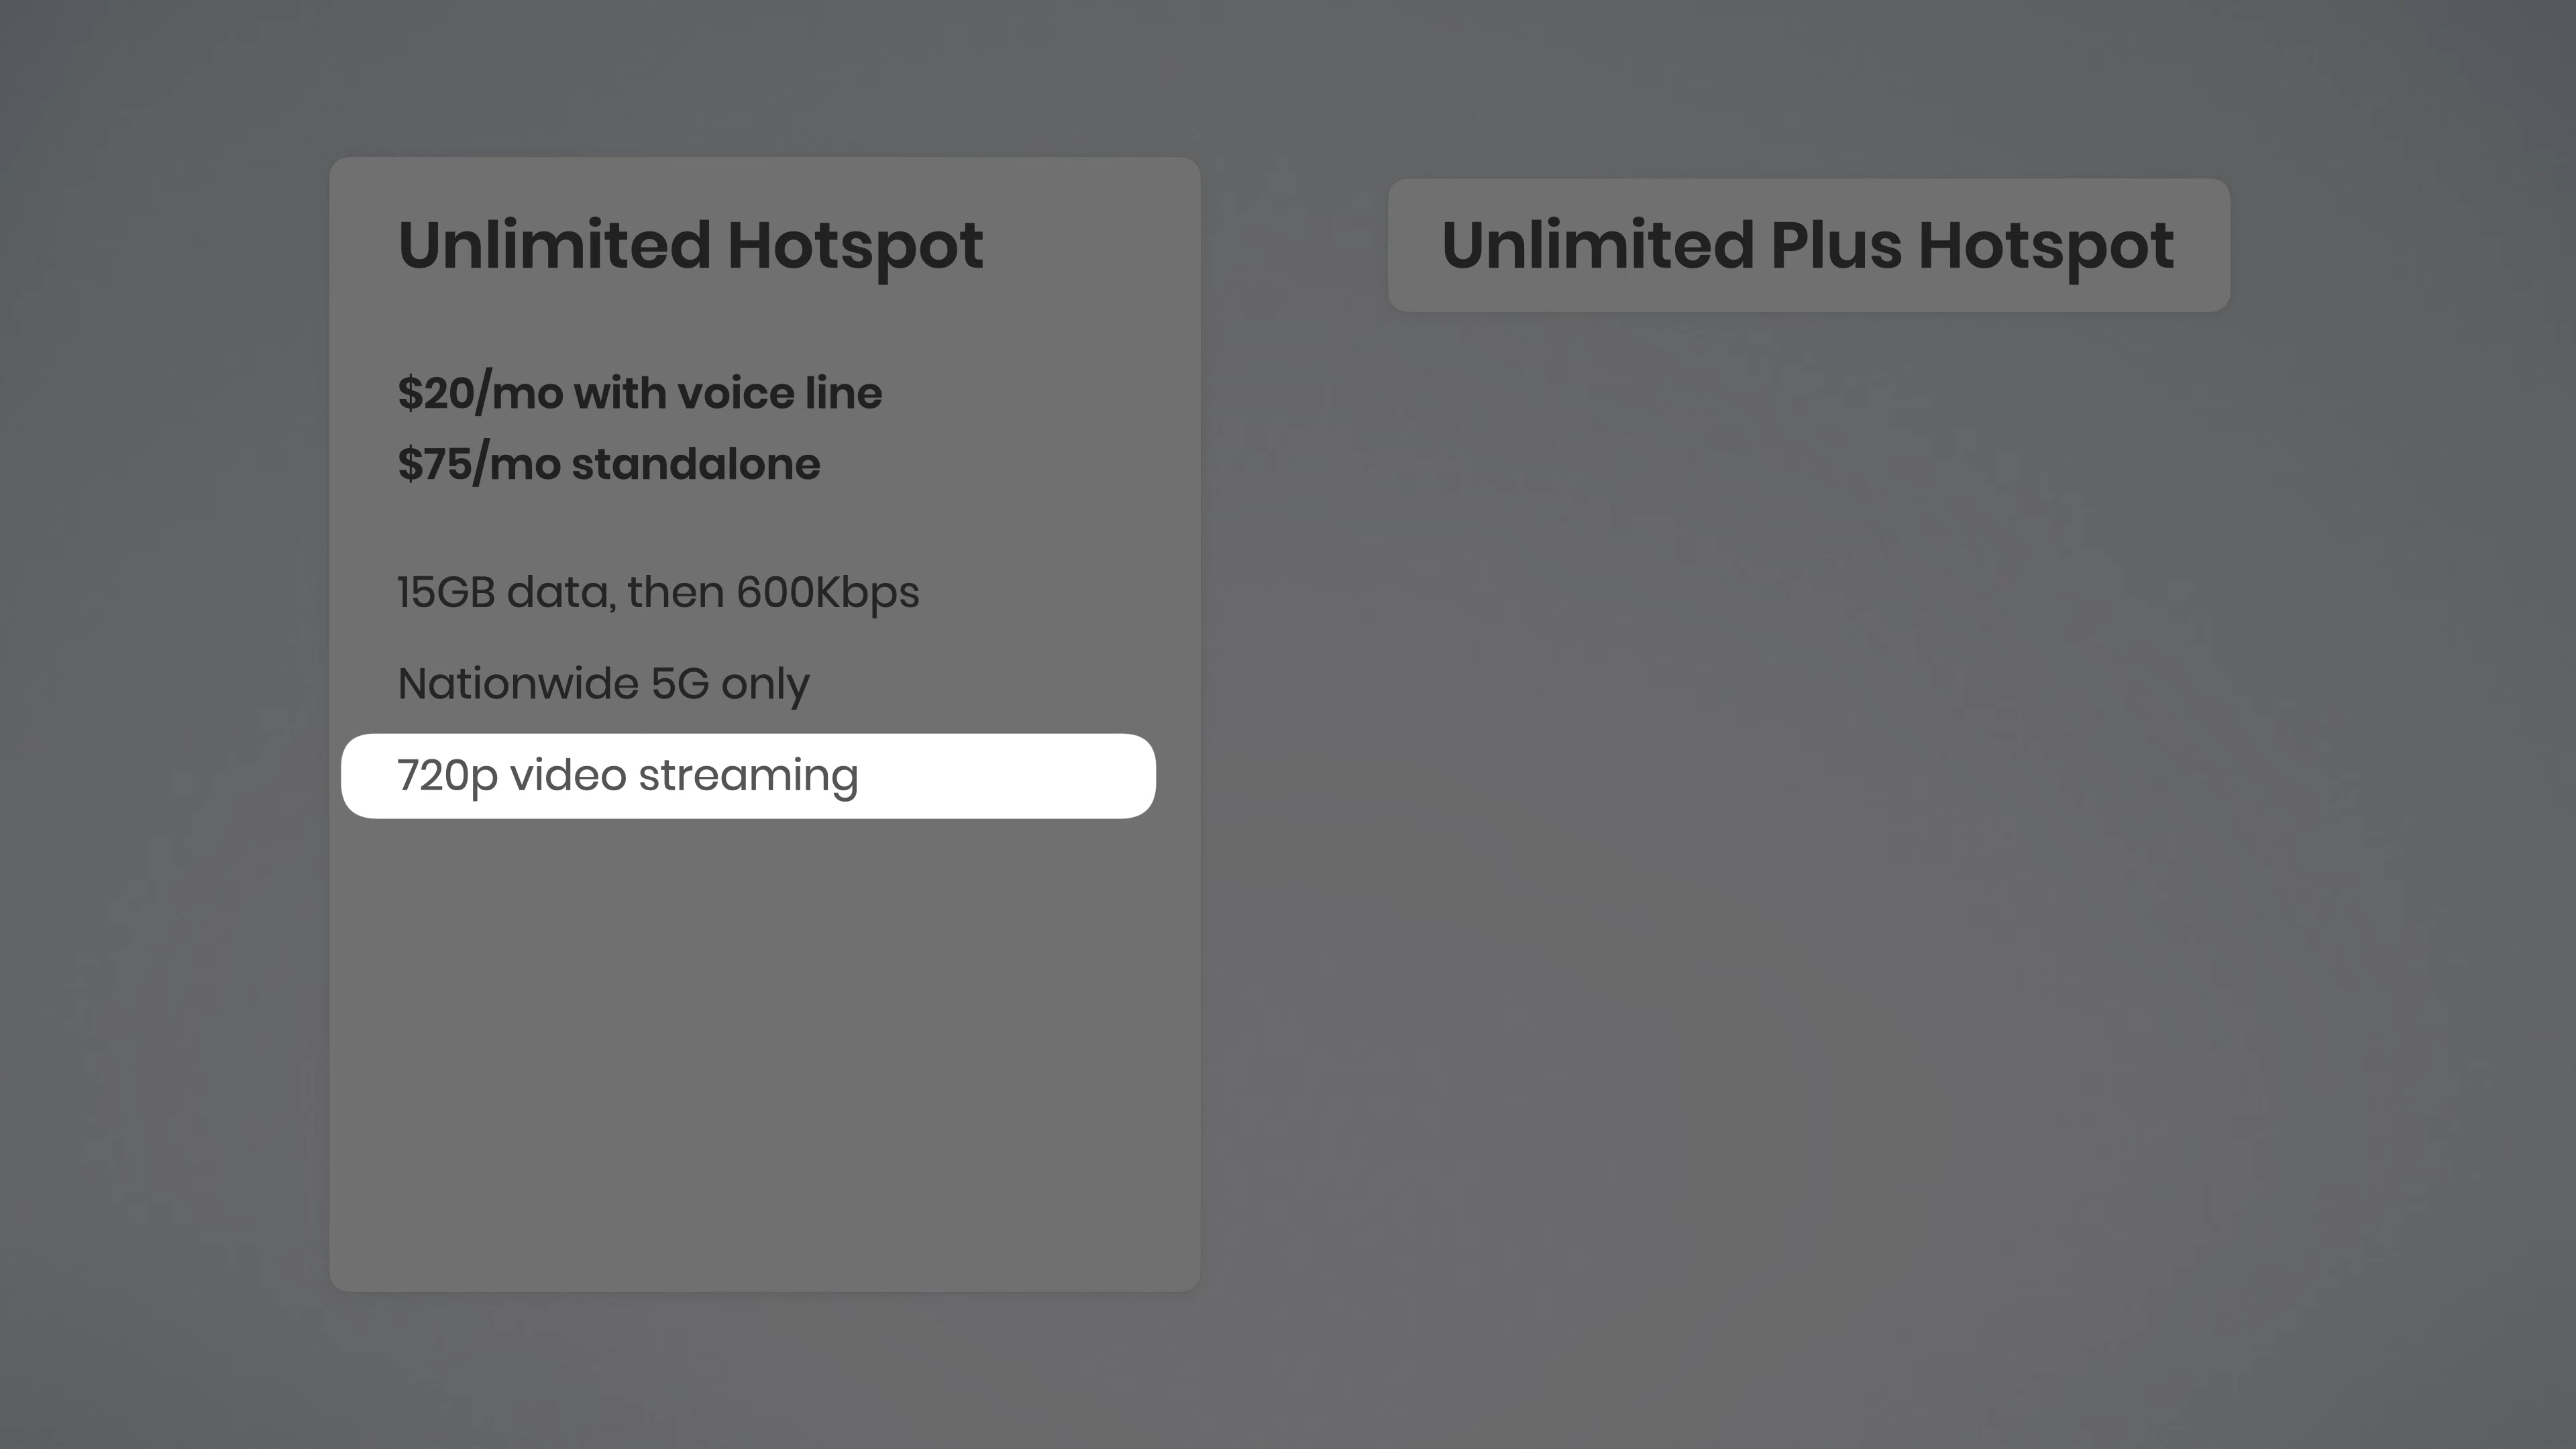 Unlimited Hotspot
$20/mo with voice line
$75/mo standalone
15GB data, then 600Kbps
Nationwide 5G only
720p video streaming
Unlimited Plus Hotspot